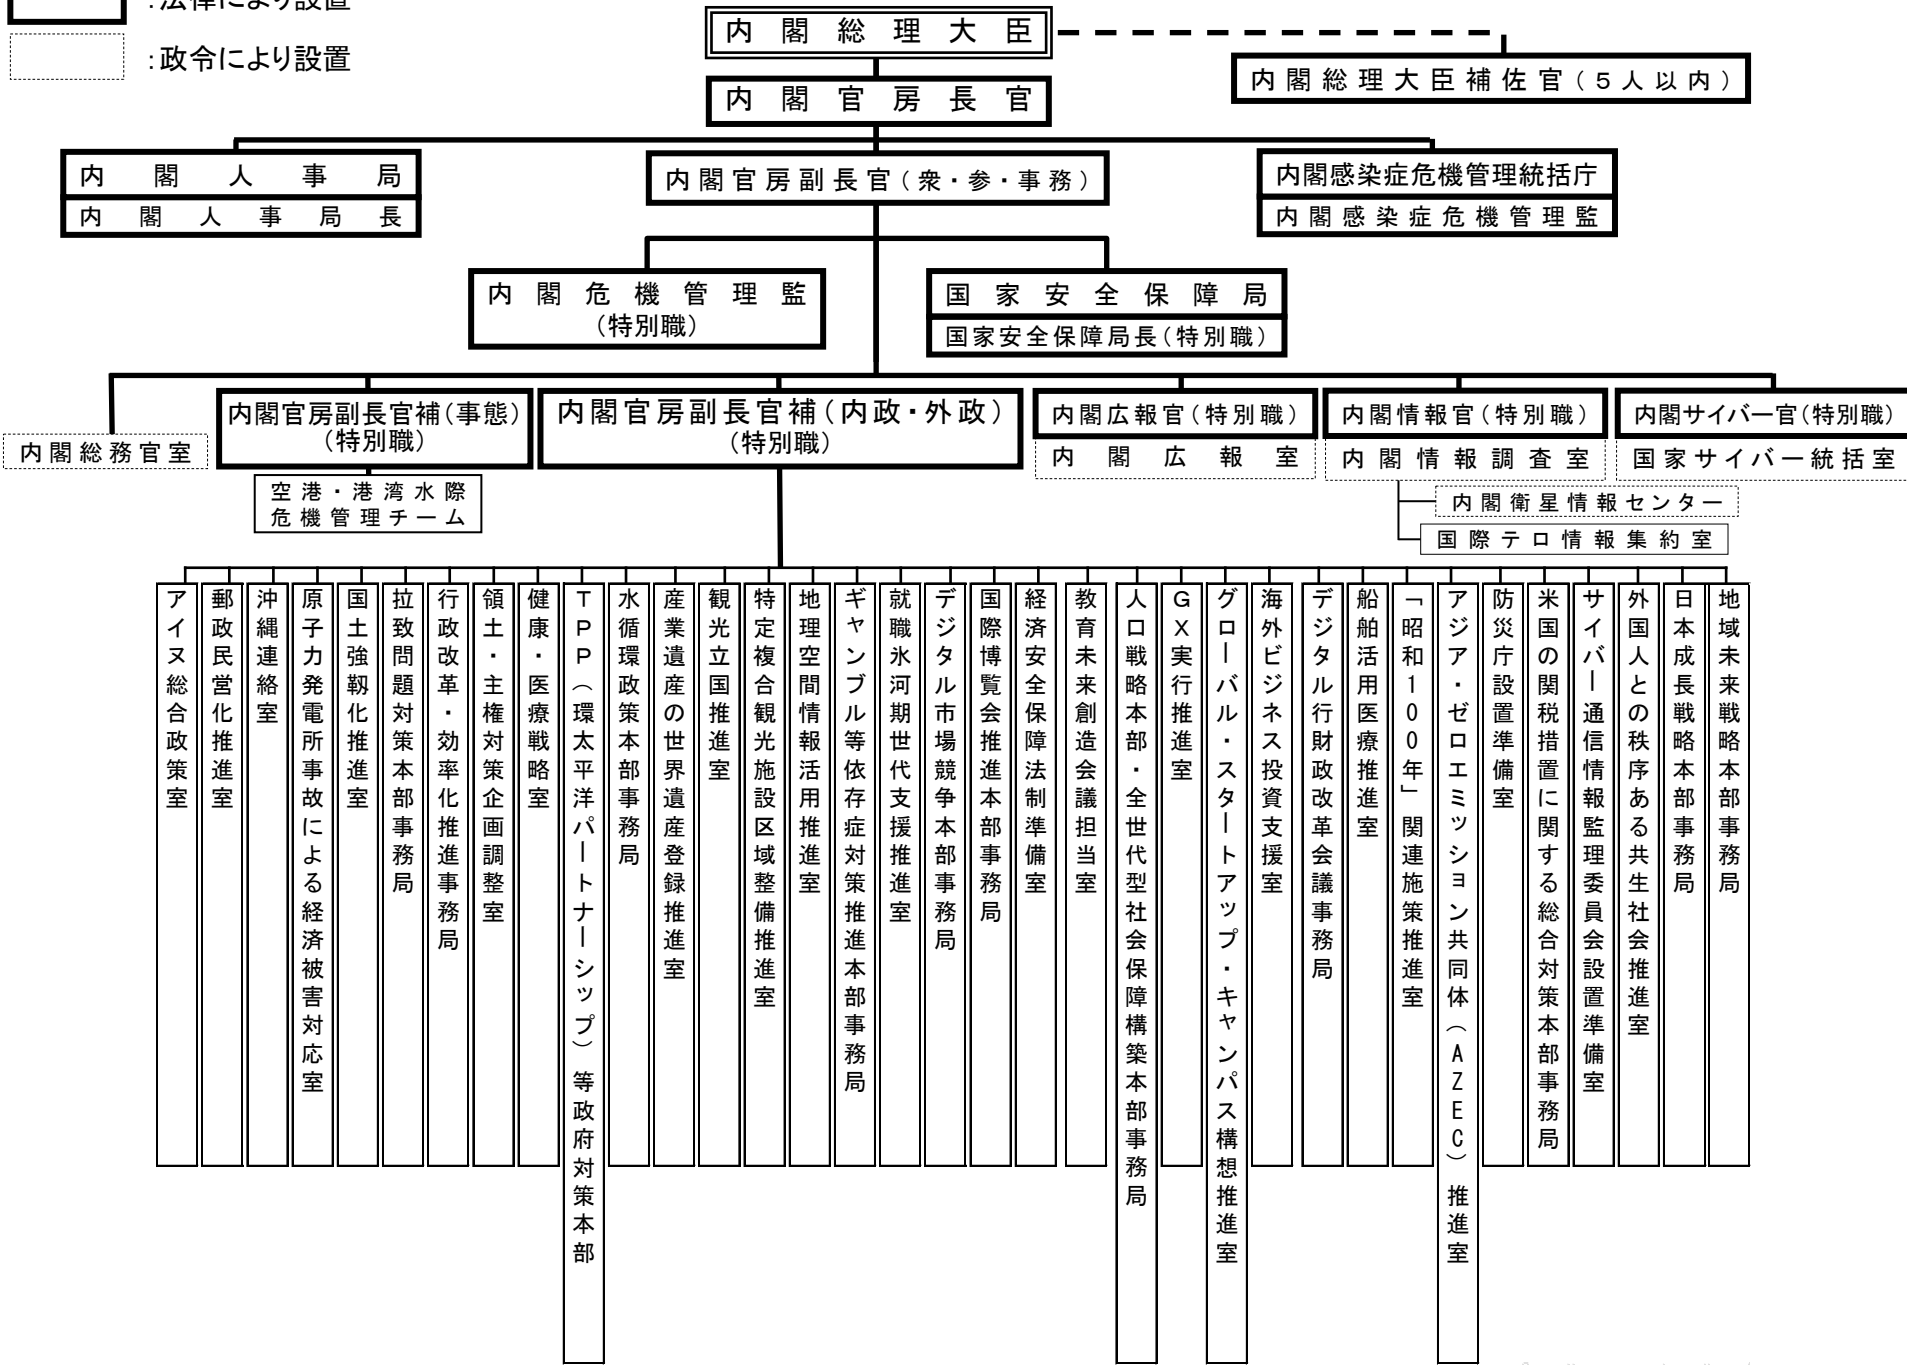 ：法律により設置
：政令により設置
内閣総理大臣
内閣総理大臣補佐官（５人以内）
内閣官房長官
内閣人事局
内閣人事局長
内閣官房副長官（衆・参・事務）
内閣感染症危機管理統括庁
内閣感染症危機管理監
内閣危機管理監
（特別職）
国家安全保障局
国家安全保障局長（特別職）
内閣総務官室
内閣官房副長官補（事態）
（特別職）
空港・港湾水際
危機管理チーム
内閣官房副長官補（内政・外政）
（特別職）
内閣広報官（特別職）
内閣広報室
内閣情報官（特別職）
内閣情報調査室
内閣衛星情報センター
国際テロ情報集約室
内閣サイバー官（特別職）
国家サイバー統括室
アイヌ総合政策室
郵政民営化推進室
沖縄連絡室
原子力発電所事故による経済被害対応室
国土強靱化推進室
拉致問題対策本部事務局
行政改革・効率化推進事務局
領土・主権対策企画調整室
健康・医療戦略室
ＴＰＰ（環太平洋パートナーシップ）等政府対策本部
水循環政策本部事務局
産業遺産の世界遺産登録推進室
観光立国推進室
特定複合観光施設区域整備推進室
地理空間情報活用推進室
ギャンブル等依存症対策推進本部事務局
就職氷河期世代支援推進室
デジタル市場競争本部事務局
国際博覧会推進本部事務局
経済安全保障法制準備室
教育未来創造会議担当室
人口戦略本部・全世代型社会保障構築本部事務局
ＧＸ実行推進室
グローバル・スタートアップ・キャンパス構想推進室
海外ビジネス投資支援室
デジタル行財政改革会議事務局
船舶活用医療推進室
「昭和１００年」関連施策推進室
アジア・ゼロエミッション共同体（ＡＺＥＣ）推進室
防災庁設置準備室
米国の関税措置に関する総合対策本部事務局
サイバー通信情報監理委員会設置準備室
外国人との秩序ある共生社会推進室
日本成長戦略本部事務局
地域未来戦略本部事務局